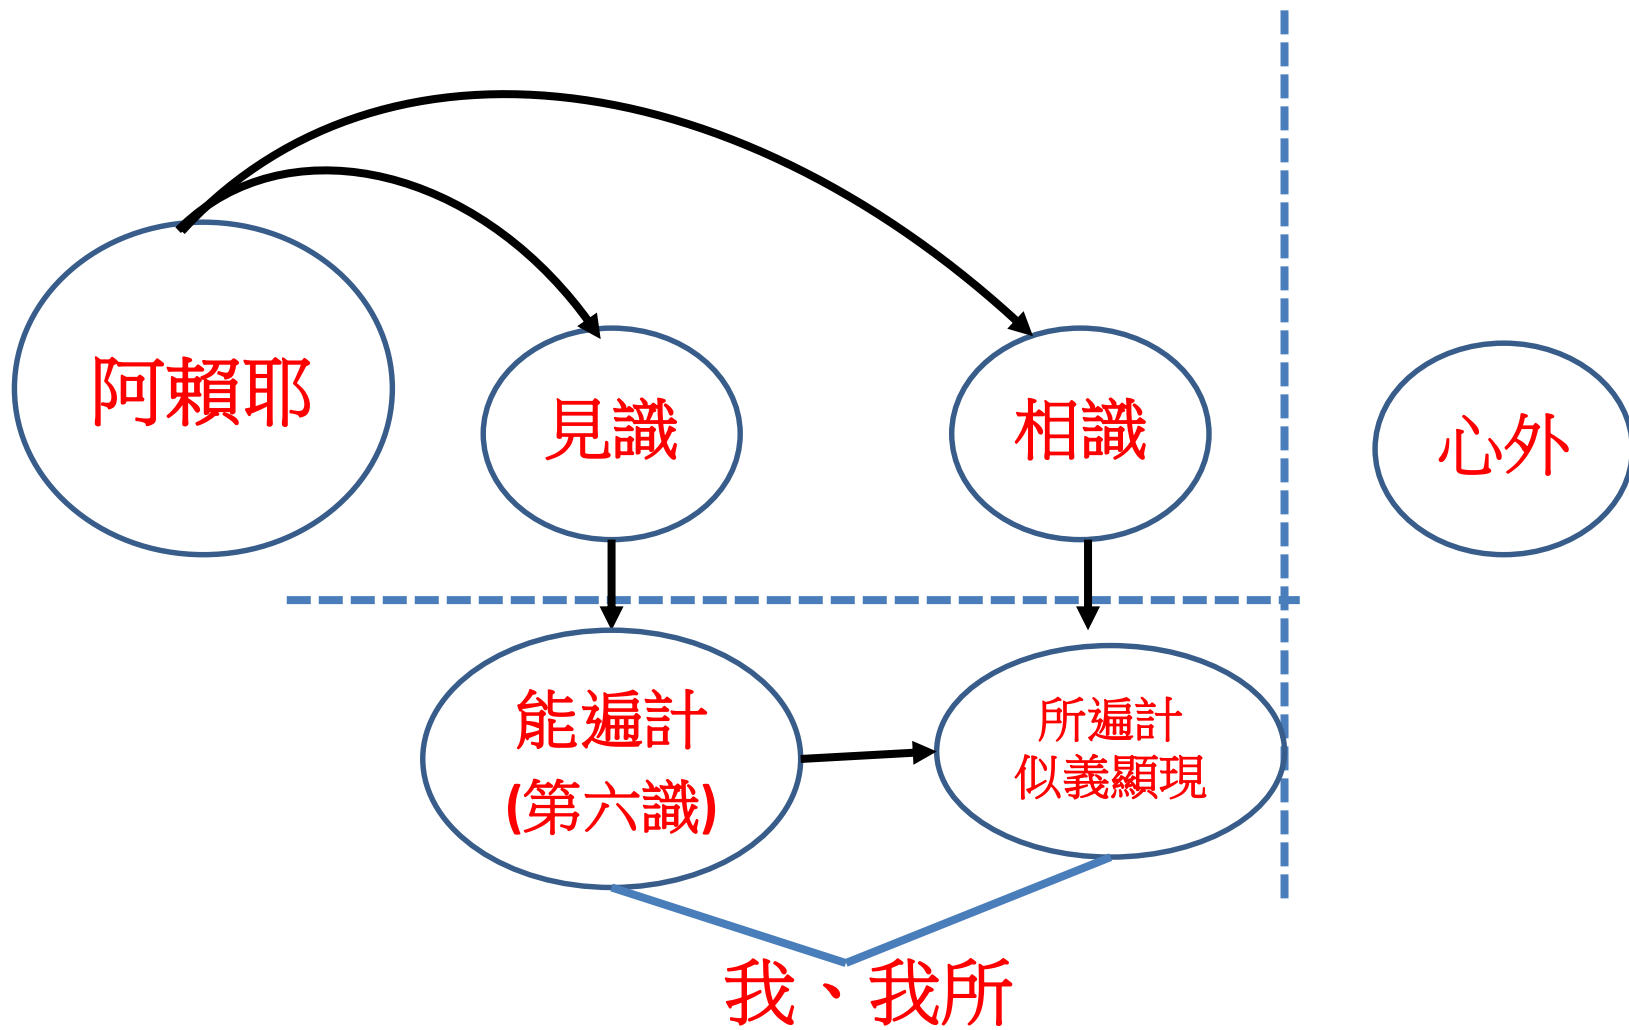 阿賴耶
見識
相識
心外
能遍計
(第六識)
所遍計
似義顯現
我、我所